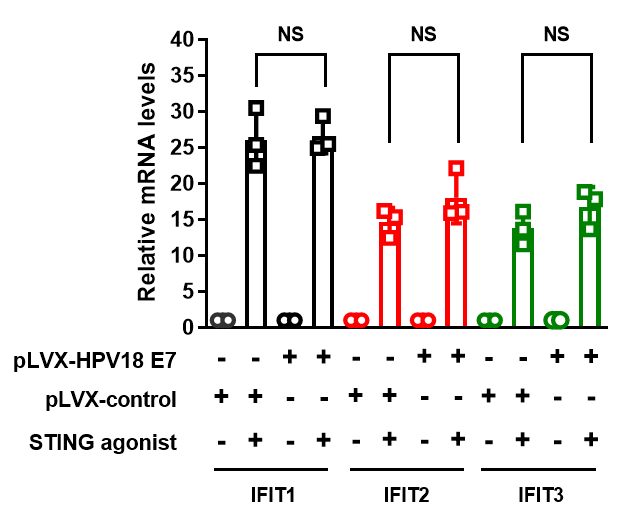 NS NS NS
Relative mRNA levels
40
35
30
25
20
15
10
5
0
pLVX-HPV18 E7 - - + + - - + + - - + +
pLVX-control + + - - + + - - + + - -
STING agonist - + - + - + - + - + - +
IFIT1 IFIT2 IFIT3